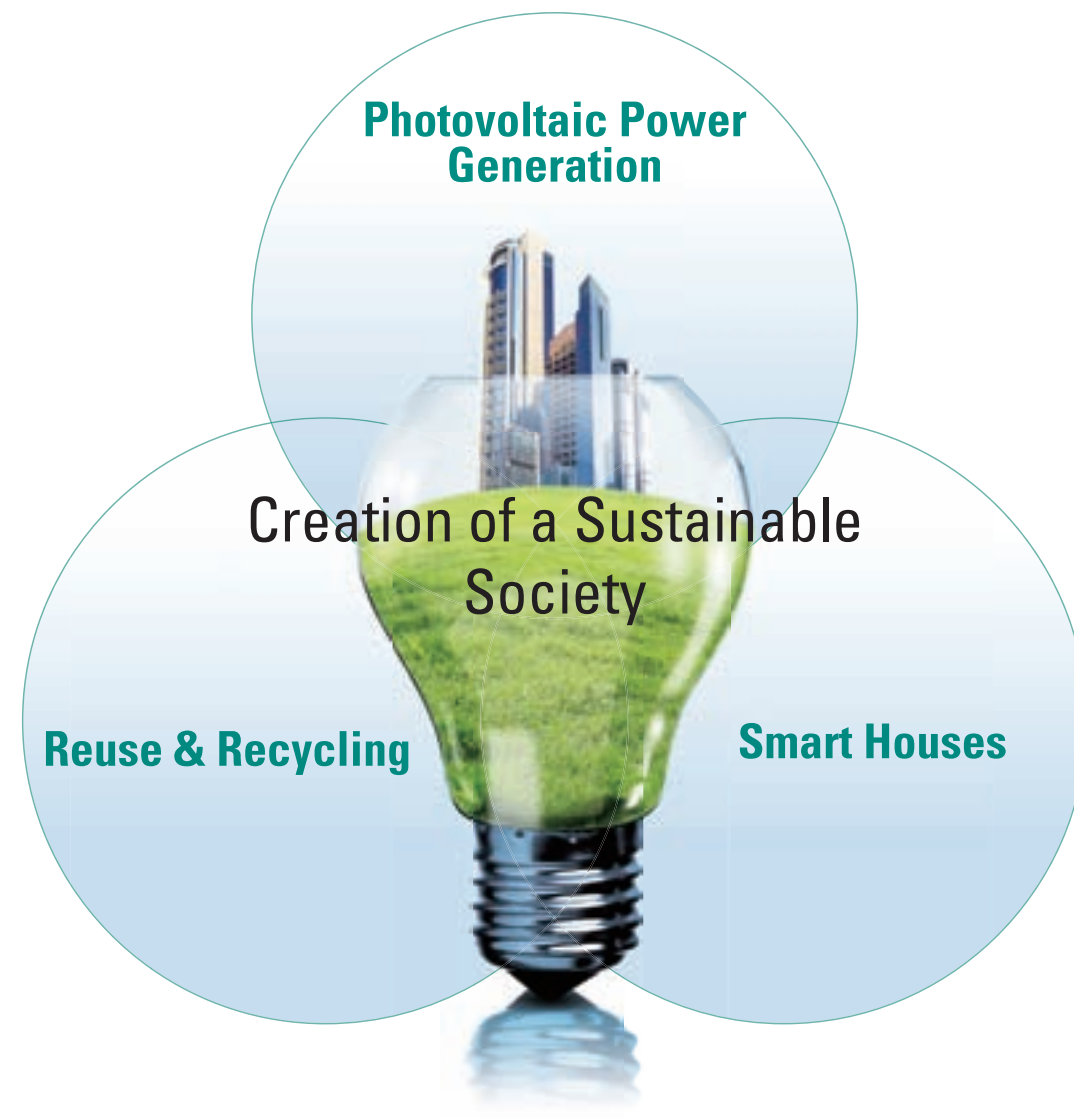 Photovoltaic Power
Generation
Creation of a Sustainable
Society
Reuse & Recycling
Smart Houses